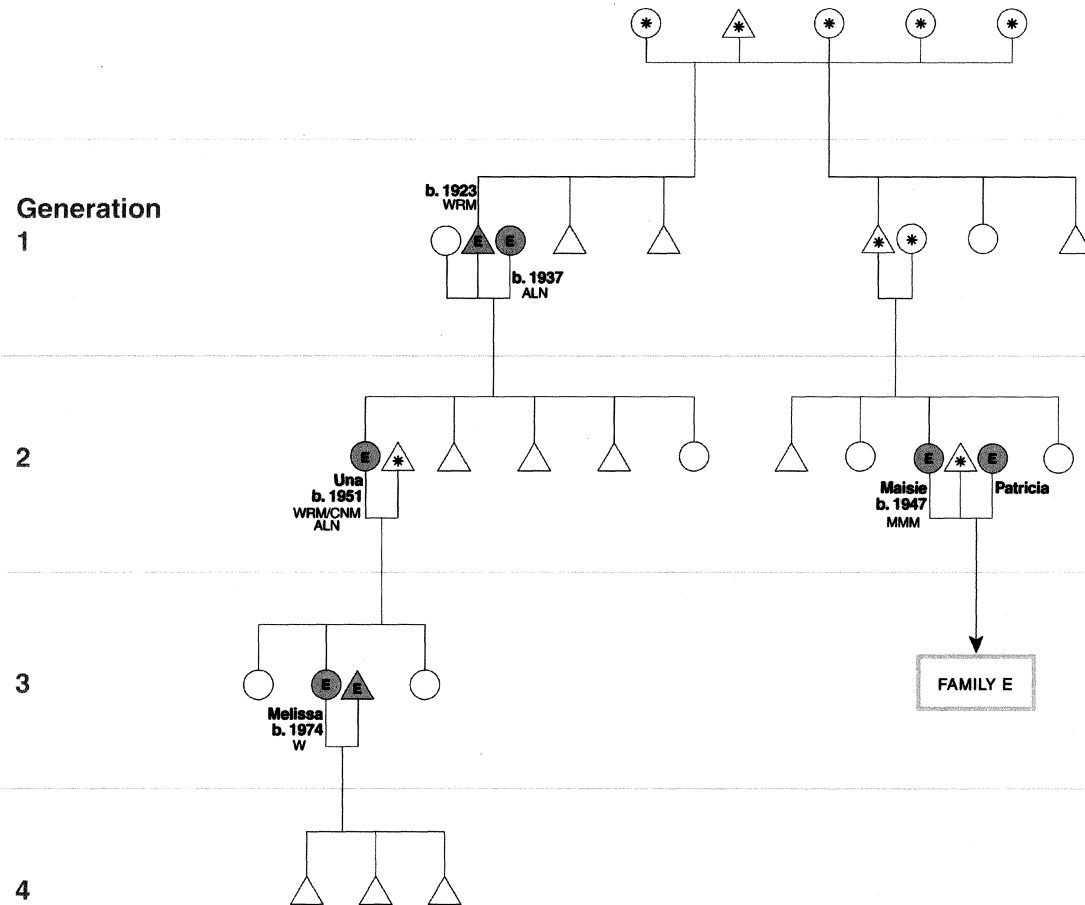 * * * * *
b. 1923
WRM
Generation
1
E E * *
b. 1937
ALN
2
E * E * E
Una
b. 1951
WRM/CNM
ALN
Maisie
b. 1947
MMM
Patricia
3
E E
FAMILY E
Melissa
b. 1974
W
4